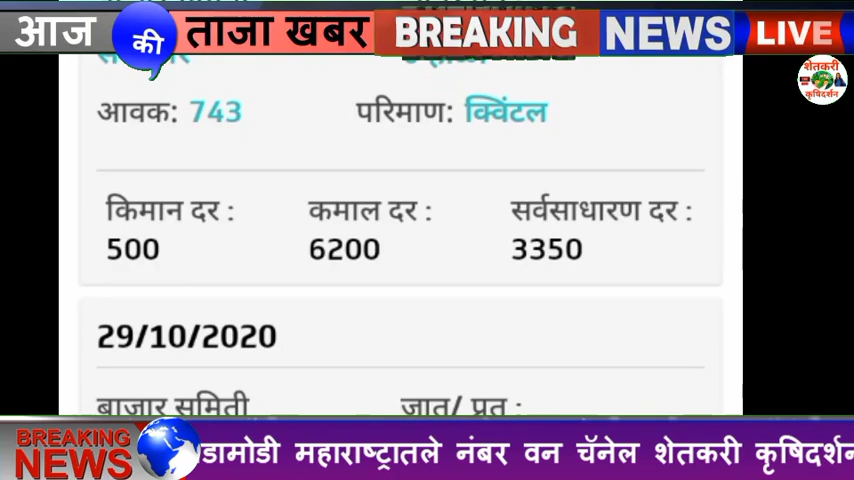 आज की ताजा खबर BREAKING NEWS LIVE
शेतकरी
कृषिदर्शन
आवक: 743 परिमाण: क्विंटल
किमान दर : कमाल दर : सर्वसाधारण दर :
500 6200 3350
29/10/2020
बाजार समिती जात/ प्रत :
BREAKING
NEWS
डामोडी महाराष्ट्रातले नंबर वन चॅनेल शेतकरी कृषिदर्शन